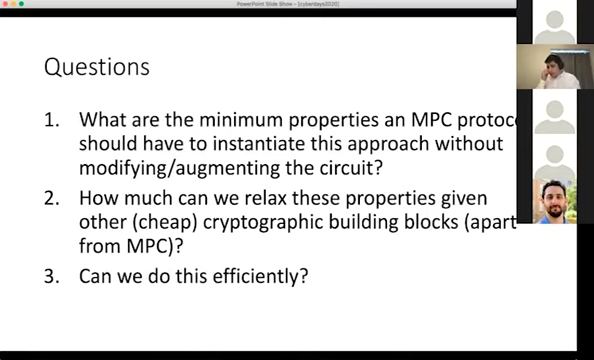 PowerPoint Slide Show - [cyberdays2020]
Questions
1. What are the minimum properties an MPC
should have to instantiate this approach without
modifying/augmenting the circuit?
2. How much can we relax these properties given
other (cheap) cryptographic building blocks (apart
from MPC)?
3. Can we do this efficiently?